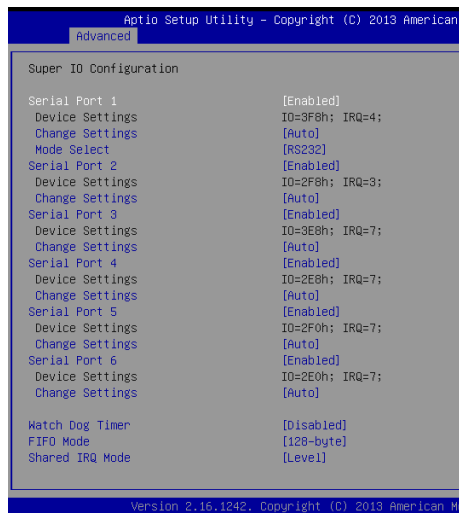 Aptio Setup Utility – Copyright (C) 2013 American
Advanced
Super IO Configuration
Serial Port 1 [Enabled]
Device Settings IO=3F8h; IRQ=4;
Change Settings [Auto]
Mode Select [RS232]
Serial Port 2 [Enabled]
Device Settings IO=2F8h; IRQ=3;
Change Settings [Auto]
Serial Port 3 [Enabled]
Device Settings IO=3E8h; IRQ=7;
Change Settings [Auto]
Serial Port 4 [Enabled]
Device Settings IO=2E8h; IRQ=7;
Change Settings [Auto]
Serial Port 5 [Enabled]
Device Settings IO=2F0h; IRQ=7;
Change Settings [Auto]
Serial Port 6 [Enabled]
Device Settings IO=2E0h; IRQ=7;
Change Settings [Auto]
Watch Dog Timer [Disabled]
FIFO Mode [128-byte]
Shared IRQ Mode [Level]
Version 2.16.1242. Copyright (C) 2013 American M